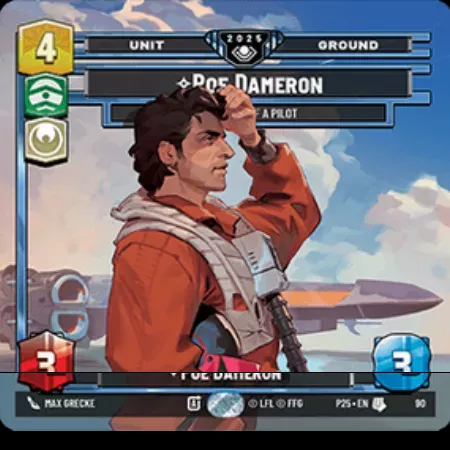 4
UNIT
2025
GROUND
POE DAMERON
A PILOT
3
3
POE DAMERON
MAX GRECKE
© LFL © FFG
P25 • EN
90